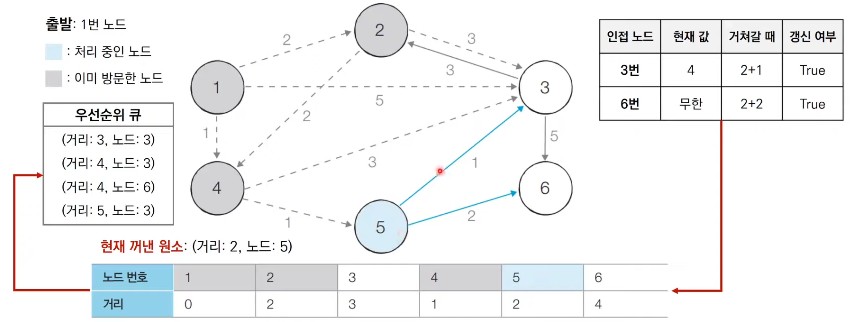 출발: 1번 노드
: 처리 중인 노드
: 이미 방문한 노드
우선순위 큐
(거리: 3, 노드: 3)
(거리: 4, 노드: 3)
(거리: 4, 노드: 6)
(거리: 5, 노드: 3)
2
2
3
3
1
5
3
1
2
5
4
3
1
6
1
5
2
인접 노드 현재 값 거쳐갈 때 갱신 여부
3번 4 2+1 True
6번 무한 2+2 True
현재 꺼낸 원소: (거리: 2, 노드: 5)
노드 번호 1 2 3 4 5 6
거리 0 2 3 1 2 4